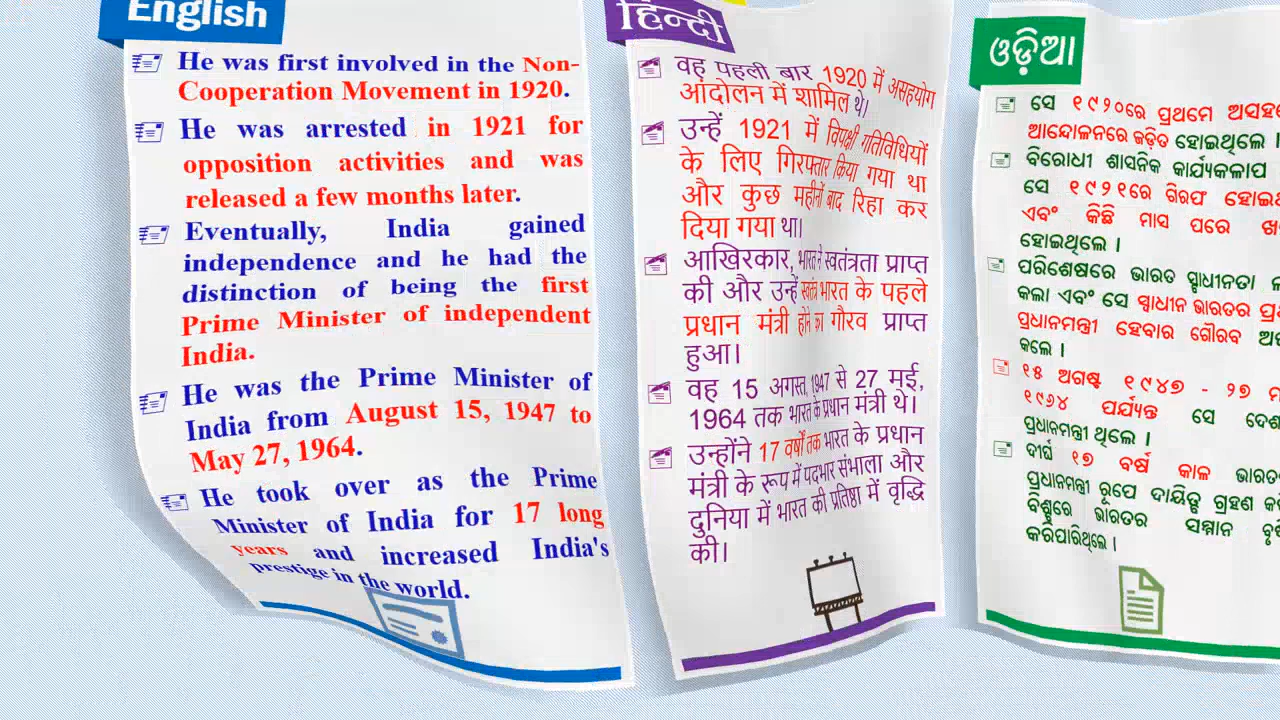 English
He was first involved in the Non-
Cooperation Movement in 1920.
He was arrested in 1921 for
opposition activities and was
released a few months later.
Eventually, India gained
independence and he had the
distinction of being the first
Prime Minister of independent
India.
He was the Prime Minister of
India from August 15, 1947 to
May 27, 1964.
He took over as the Prime
Minister of India for 17 long
years and increased India's
prestige in the world.
हिन्दी
वह पहली बार 1920 में असहयोग
आंदोलन में शामिल थे।
उन्हें 1921 में विपक्षी गतिविधियों
के लिए गिरफ्तार किया गया था
और कुछ महीनों बाद रिहा कर
दिया गया था।
आखिरकार, भारत ने स्वतंत्रता प्राप्त
की और उन्हें स्वतंत्र भारत के पहले
प्रधान मंत्री होने का गौरव प्राप्त
हुआ।
वह 15 अगस्त, 1947 से 27 मई,
1964 तक भारत के प्रधान मंत्री थे।
उन्होंने 17 वर्षों तक भारत के प्रधान
मंत्री के रूप में पदभार संभाला और
दुनिया में भारत की प्रतिष्ठा में वृद्धि
की।
ଓଡ଼ିଆ
ସେ ୧୯୨୦ରେ ପ୍ରଥମେ
ଆନ୍ଦୋଳନରେ ଜଡ଼ିତ ହୋଇଥିଲେ ।
ବିରୋଧୀ ଶାସନିକ କାର୍ଯ୍ୟକଳାପ
ସେ ୧୯୨୧ରେ ଗିରଫ
ଏବଂ କିଛି ମାସ ପରେ
ହୋଇଥିଲେ ।
ପରିଶେଷରେ ଭାରତ ସ୍ବାଧୀନତା
କଲା ଏବଂ ସେ ସ୍ବାଧୀନ ଭାରତର
ପ୍ରଧାନମନ୍ତ୍ରୀ ହେବାର ଗୌରବ
କଲେ ।
୧୫ ଅଗଷ୍ଟ ୧୯୪୭ - ୨୭
୧୯୬୪ ପର୍ଯ୍ୟନ୍ତ ସେ
ପ୍ରଧାନମନ୍ତ୍ରୀ ଥିଲେ ।
ଦୀର୍ଘ ୧୭ ବର୍ଷ କାଳ
ପ୍ରଧାନମନ୍ତ୍ରୀ ରୂପେ ଦାୟିତ୍ବ ଗ୍ରହଣ
ବିଶ୍ବରେ ଭାରତର ସମ୍ମାନ
କରିପାରିଥିଲେ ।